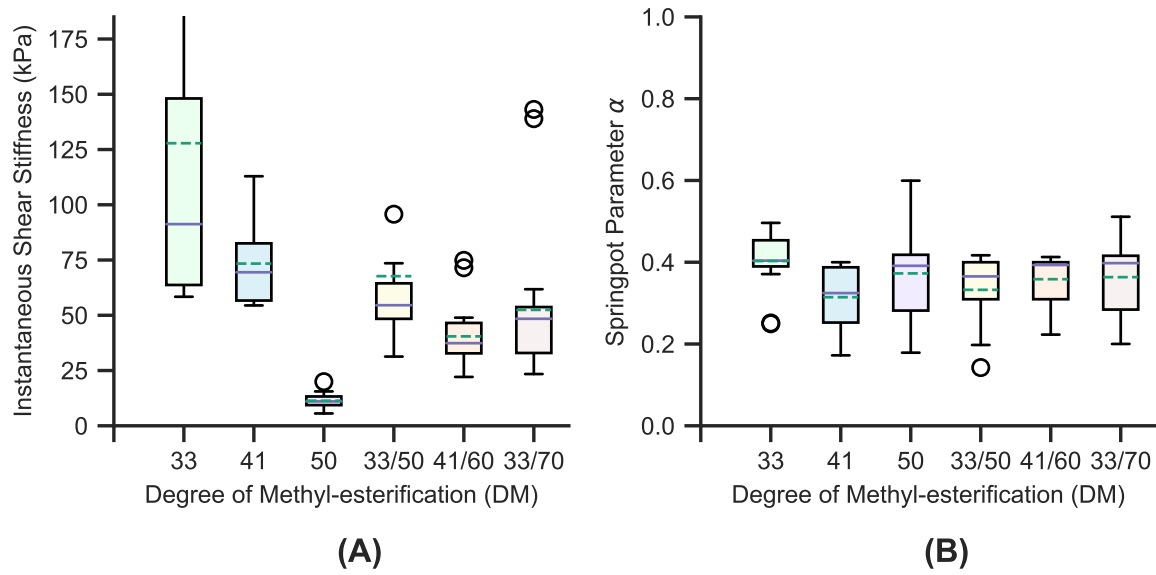 Instantaneous Shear Stiffness (kPa)
175
150
125
100
75
50
25
0
33 41 50 33/50 41/60 33/70
Degree of Methyl-esterification (DM)
(A)
Springpot Parameter α
1.0
0.8
0.6
0.4
0.2
0.0
33 41 50 33/50 41/60 33/70
Degree of Methyl-esterification (DM)
(B)